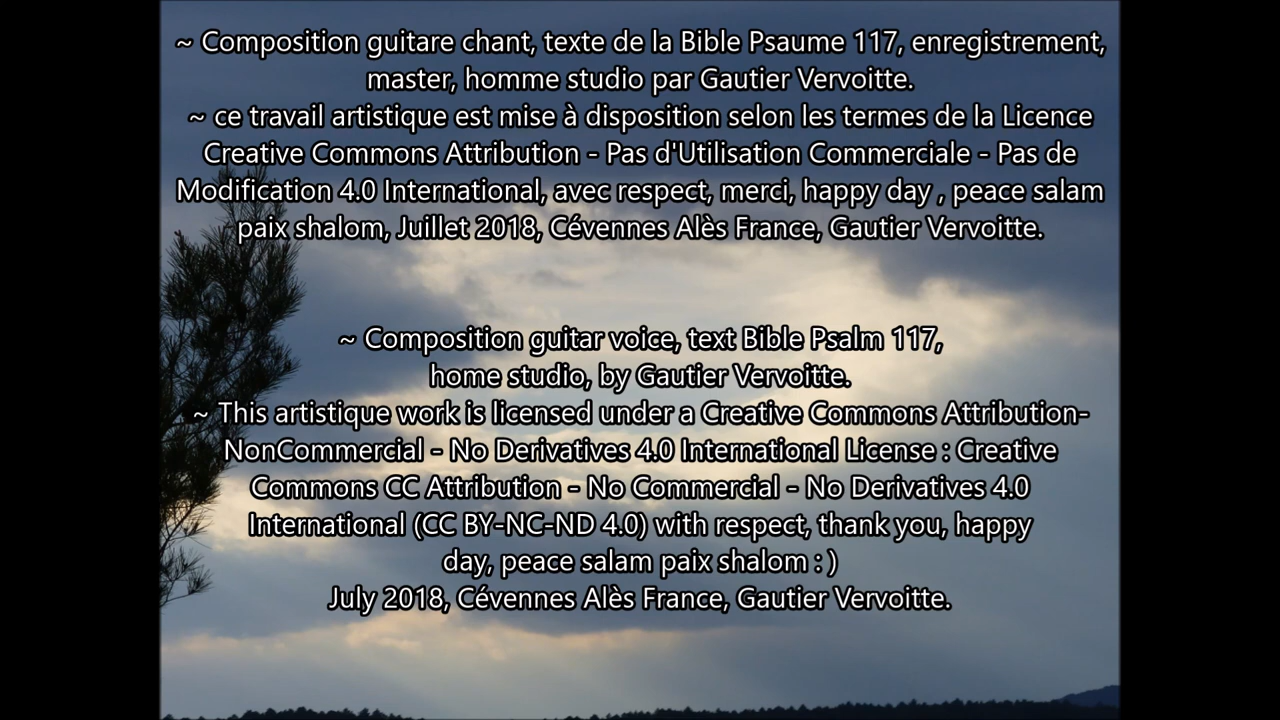 ~ Composition guitare chant, texte de la Bible Psaume 117, enregistrement,
master, homme studio par Gautier Vervoitte.
~ ce travail artistique est mise à disposition selon les termes de la Licence
Creative Commons Attribution - Pas d'Utilisation Commerciale - Pas de
Modification 4.0 International, avec respect, merci, happy day , peace salam
paix shalom, Juillet 2018, Cévennes Alès France, Gautier Vervoitte.
~ Composition guitar voice, text Bible Psalm 117,
home studio, by Gautier Vervoitte.
~ This artistique work is licensed under a Creative Commons Attribution-
NonCommercial - No Derivatives 4.0 International License : Creative
Commons CC Attribution - No Commercial - No Derivatives 4.0
International (CC BY-NC-ND 4.0) with respect, thank you, happy
day, peace salam paix shalom : )
July 2018, Cévennes Alès France, Gautier Vervoitte.